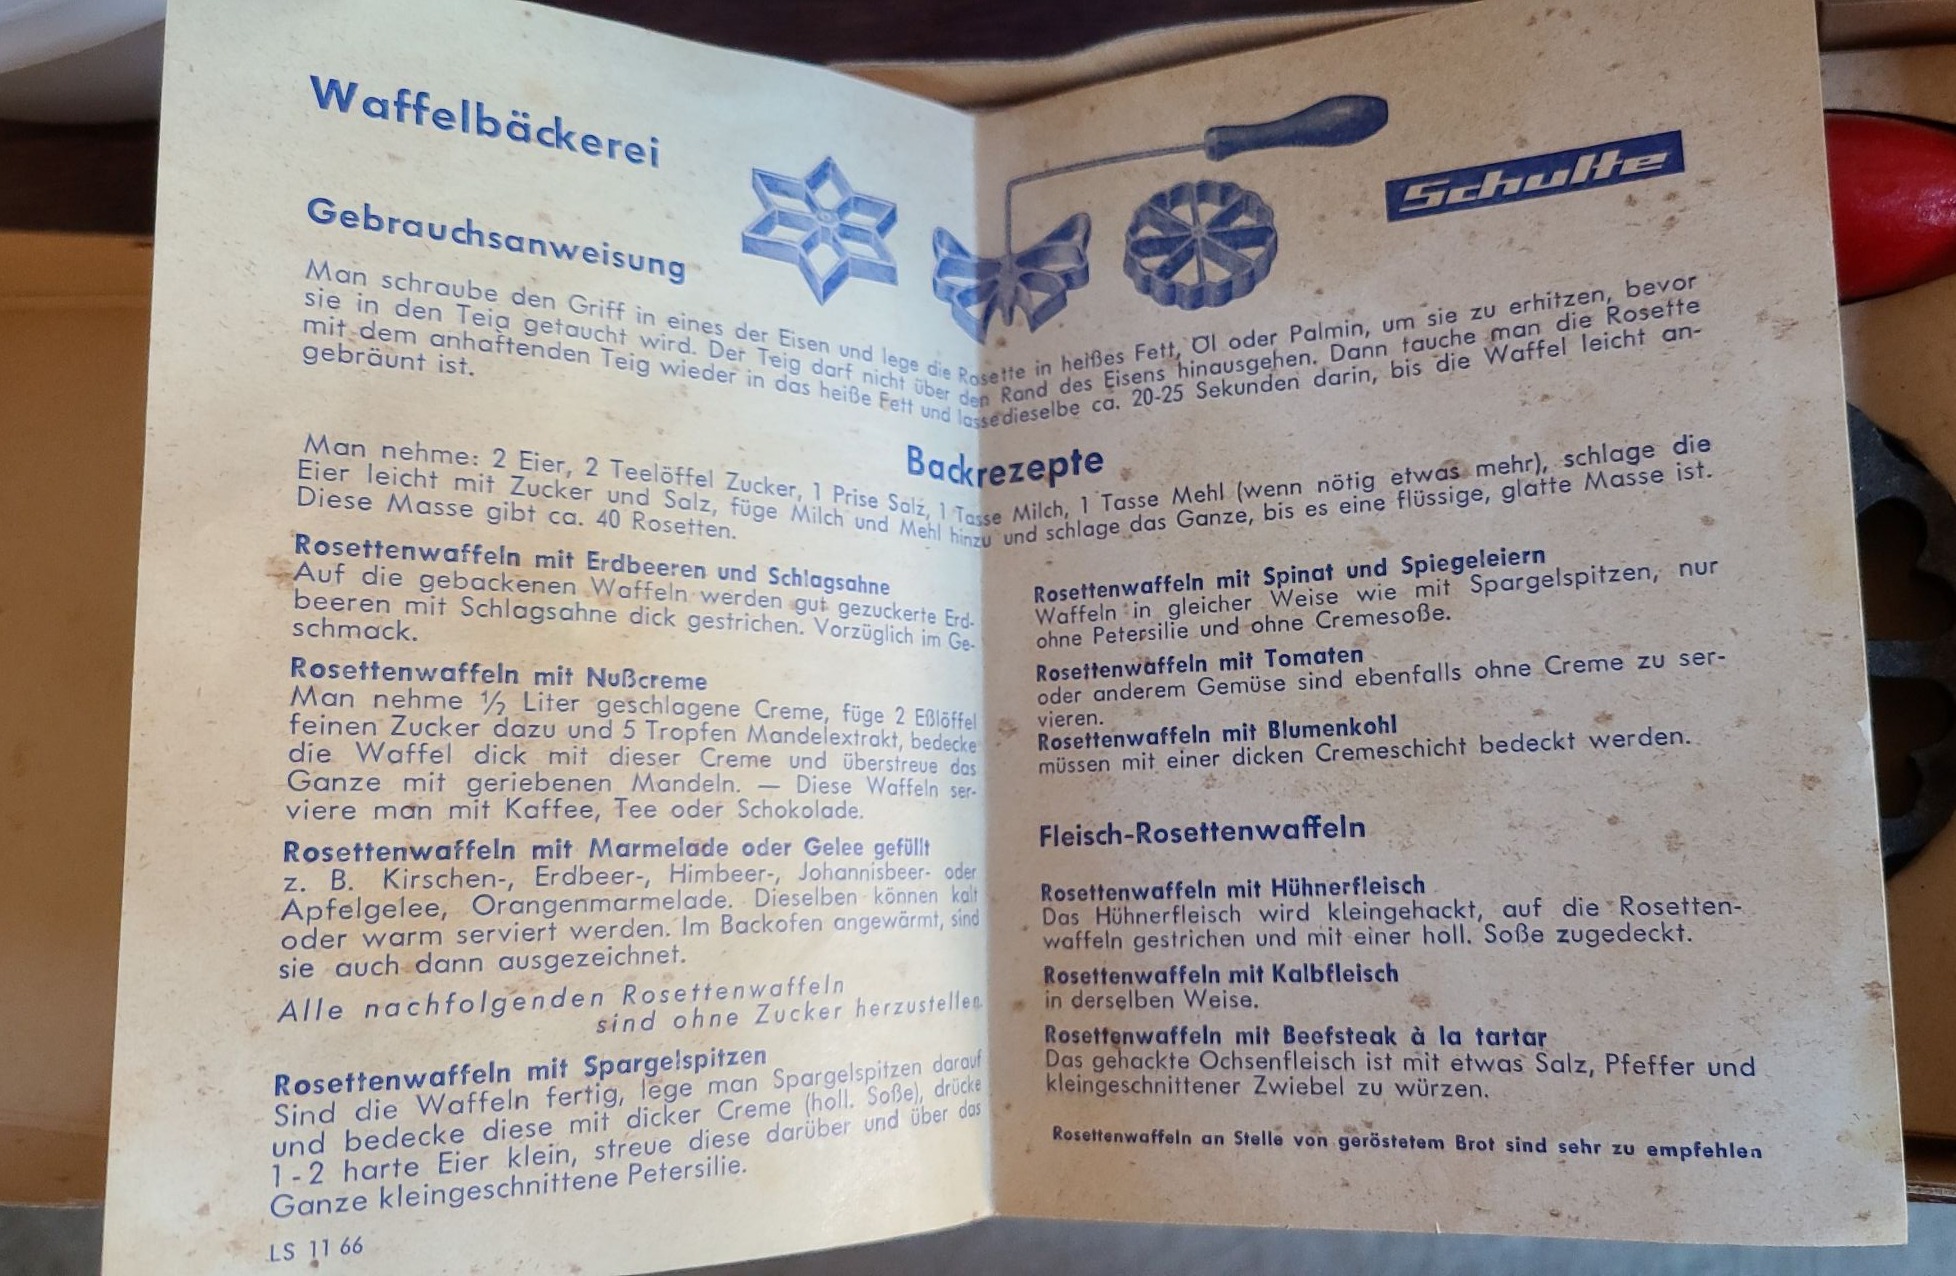 Waffelbäckerei
Schulte
Gebrauchsanweisung
Man schraube den Griff in eines der Eisen und lege die Rosette in heißes Fett, Öl oder Palmin, um sie zu erhitzen, bevor
sie in den Teig getaucht wird. Der Teig darf nicht über den Rand des Eisens hinausgehen. Dann tauche man die Rosette
mit dem anhaftenden Teig wieder in das heiße Fett und lasse dieselbe ca. 20-25 Sekunden darin, bis die Waffel leicht an-
gebräunt ist.
Backrezepte
Man nehme: 2 Eier, 2 Teelöffel Zucker, 1 Prise Salz, 1 Tasse Milch, 1 Tasse Mehl (wenn nötig etwas mehr), schlage die
Eier leicht mit Zucker und Salz, füge Milch und Mehl hinzu und schlage das Ganze, bis es eine flüssige, glatte Masse ist.
Diese Masse gibt ca. 40 Rosetten.
Rosettenwaffeln mit Erdbeeren und Schlagsahne
Auf die gebackenen Waffeln werden gut gezuckerte Erd-
beeren mit Schlagsahne dick gestrichen. Vorzüglich im Ge-
schmack.
Rosettenwaffeln mit Nußcreme
Man nehme ½ Liter geschlagene Creme, füge 2 Eßlöffel
feinen Zucker dazu und 5 Tropfen Mandelextrakt, bedecke
die Waffel dick mit dieser Creme und überstreue das
Ganze mit geriebenen Mandeln. — Diese Waffeln ser-
viere man mit Kaffee, Tee oder Schokolade.
Rosettenwaffeln mit Marmelade oder Gelee gefüllt
z. B. Kirschen-, Erdbeer-, Himbeer-, Johannisbeer- oder
Apfelgelee, Orangenmarmelade. Dieselben können kalt
oder warm serviert werden. Im Backofen angewärmt, sind
sie auch dann ausgezeichnet.
Alle nachfolgenden Rosettenwaffeln
sind ohne Zucker herzustellen
Rosettenwaffeln mit Spargelspitzen
Sind die Waffeln fertig, lege man Spargelspitzen darauf
und bedecke diese mit dicker Creme (holl. Soße), drücke
1-2 harte Eier klein, streue diese darüber und über das
Ganze kleingeschnittene Petersilie.
LS 11 66
Rosettenwaffeln mit Spinat und Spiegeleiern
Waffeln in gleicher Weise wie mit Spargelspitzen, nur
ohne Petersilie und ohne Cremesoße.
Rosettenwaffeln mit Tomaten
oder anderem Gemüse sind ebenfalls ohne Creme zu ser-
vieren.
Rosettenwaffeln mit Blumenkohl
müssen mit einer dicken Cremeschicht bedeckt werden.
Fleisch-Rosettenwaffeln
Rosettenwaffeln mit Hühnerfleisch
Das Hühnerfleisch wird kleingehackt, auf die Rosetten-
waffeln gestrichen und mit einer holl. Soße zugedeckt.
Rosettenwaffeln mit Kalbfleisch
in derselben Weise.
Rosettenwaffeln mit Beefsteak à la tartar
Das gehackte Ochsenfleisch ist mit etwas Salz, Pfeffer und
kleingeschnittener Zwiebel zu würzen.
Rosettenwaffeln an Stelle von geröstetem Brot sind sehr zu empfehlen